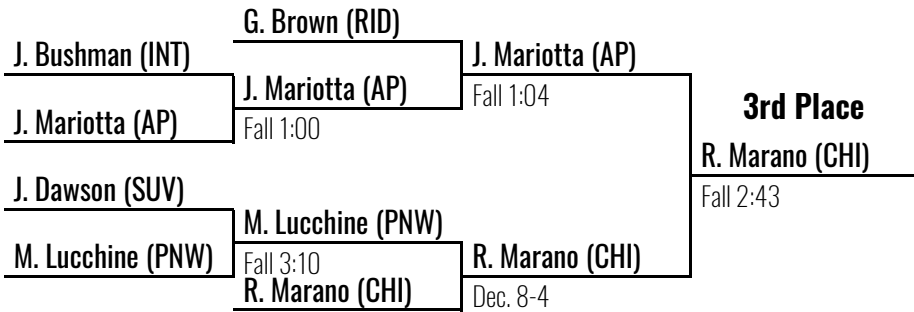 G. Brown (RID)
J. Bushman (INT)
J. Mariotta (AP)
J. Mariotta (AP)
Fall 1:04
3rd Place
J. Mariotta (AP)
Fall 1:00
R. Marano (CHI)
Fall 2:43
J. Dawson (SUV)
M. Lucchine (PNW)
M. Lucchine (PNW)
Fall 3:10
R. Marano (CHI)
R. Marano (CHI)
Dec. 8-4